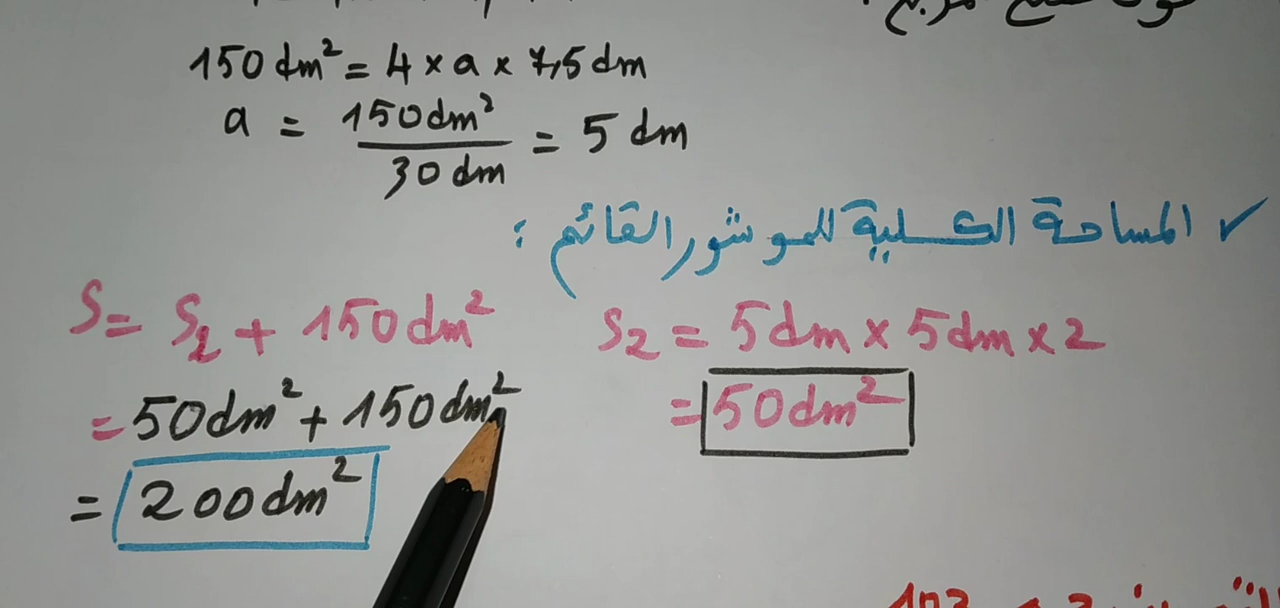 150 dm² = 4 × a × 7,5 dm
a = 150 dm² / 30 dm = 5 dm
✓ المساحة الكلية للموشور القائم :
S = S₂ + 150 dm²
= 50 dm² + 150 dm²
= 200 dm²
S₂ = 5 dm × 5 dm × 2
= 50 dm²